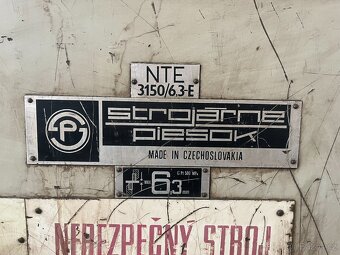 NTE
3150/6,3-E
strojárne
piesok
MADE IN CZECHOSLOVAKIA
6,3
NEBEZPEČNÝ STROJ